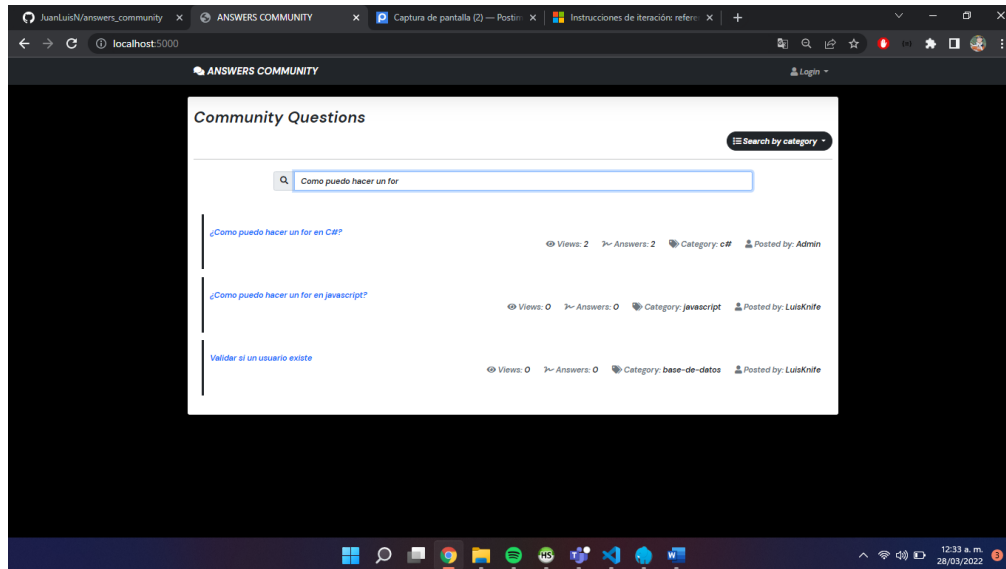 JuanLuisN/answers_community
ANSWERS COMMUNITY
Captura de pantalla (2) — Postim
Instrucciones de iteración: refere
localhost:5000
ANSWERS COMMUNITY
Login
Community Questions
Search by category
Como puedo hacer un for
¿Como puedo hacer un for en C#?
Views: 2 Answers: 2 Category: c# Posted by: Admin
¿Como puedo hacer un for en javascript?
Views: 0 Answers: 0 Category: javascript Posted by: LuisKnife
Validar si un usuario existe
Views: 0 Answers: 0 Category: base-de-datos Posted by: LuisKnife
12:33 a. m.
28/03/2022
3